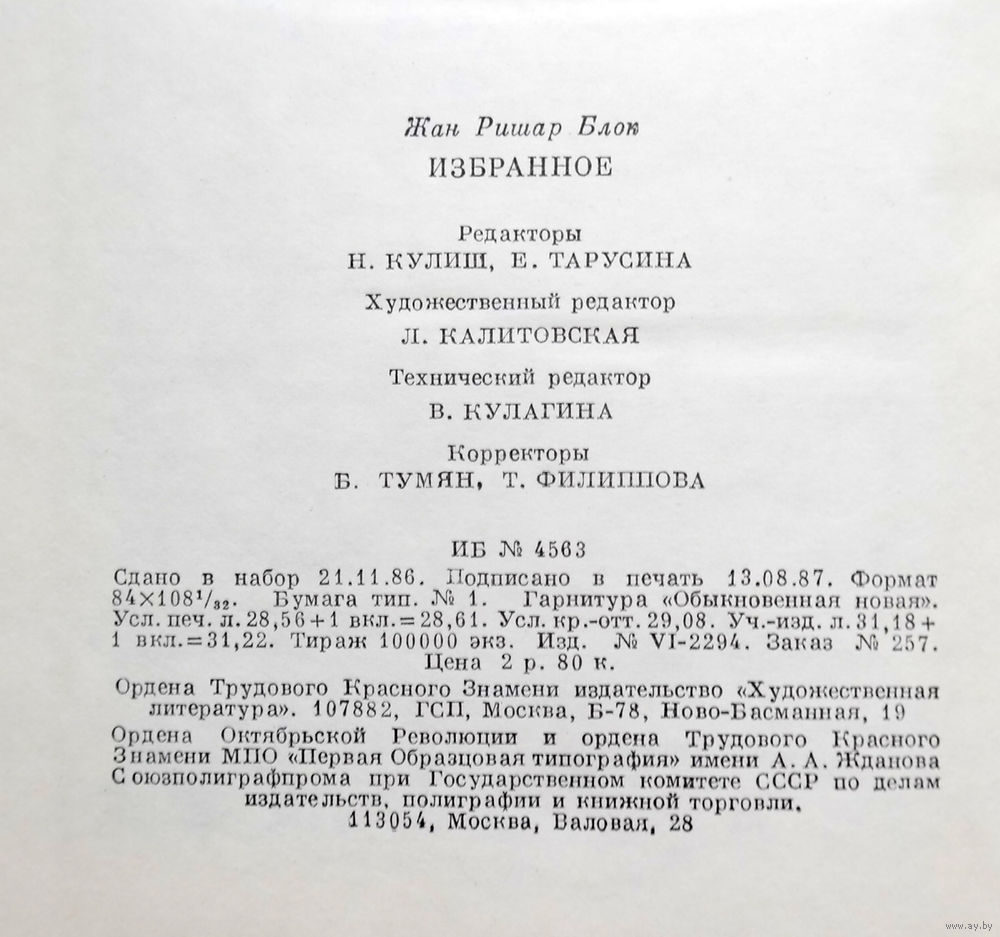 Жан Ришар Блок
ИЗБРАННОЕ
Редакторы
Н. КУЛИШ, Е. ТАРУСИНА
Художественный редактор
Л. КАЛИТОВСКАЯ
Технический редактор
В. КУЛАГИНА
Корректоры
Б. ТУМЯН, Т. ФИЛИППОВА
ИБ № 4563
Сдано в набор 21.11.86. Подписано в печать 13.08.87. Формат
84×108¹/₃₂. Бумага тип. № 1. Гарнитура «Обыкновенная новая».
Усл. печ. л. 28,56+1 вкл.=28,61. Усл. кр.-отт. 29,08. Уч.-изд. л. 31,18+
1 вкл.=31,22. Тираж 100000 экз. Изд. № VI-2294. Заказ № 257.
Цена 2 р. 80 к.
Ордена Трудового Красного Знамени издательство «Художественная
литература». 107882, ГСП, Москва, Б-78, Ново-Басманная, 19
Ордена Октябрьской Революции и ордена Трудового Красного
Знамени МПО «Первая Образцовая типография» имени А. А. Жданова
Союзполиграфпрома при Государственном комитете СССР по делам
издательств, полиграфии и книжной торговли.
113054, Москва, Валовая, 28
www.ay.by